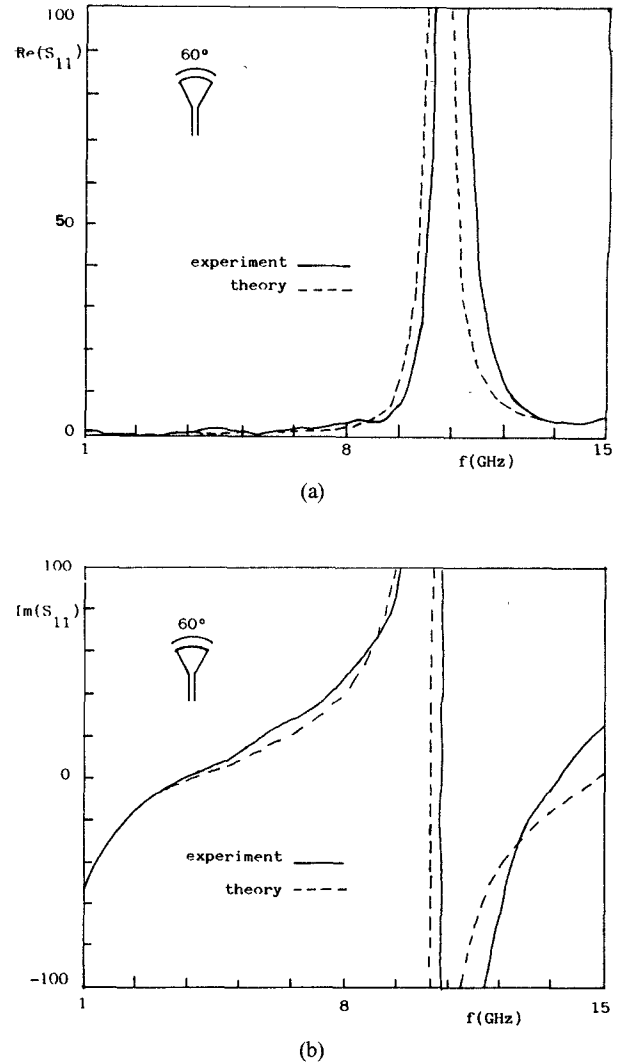 100
Re(S11)
60°
50
experiment
theory
0
1
8
f(GHz)
15
(a)
100
Im(S11)
60°
0
experiment
theory
-100
1
8
f(GHz)
15
(b)